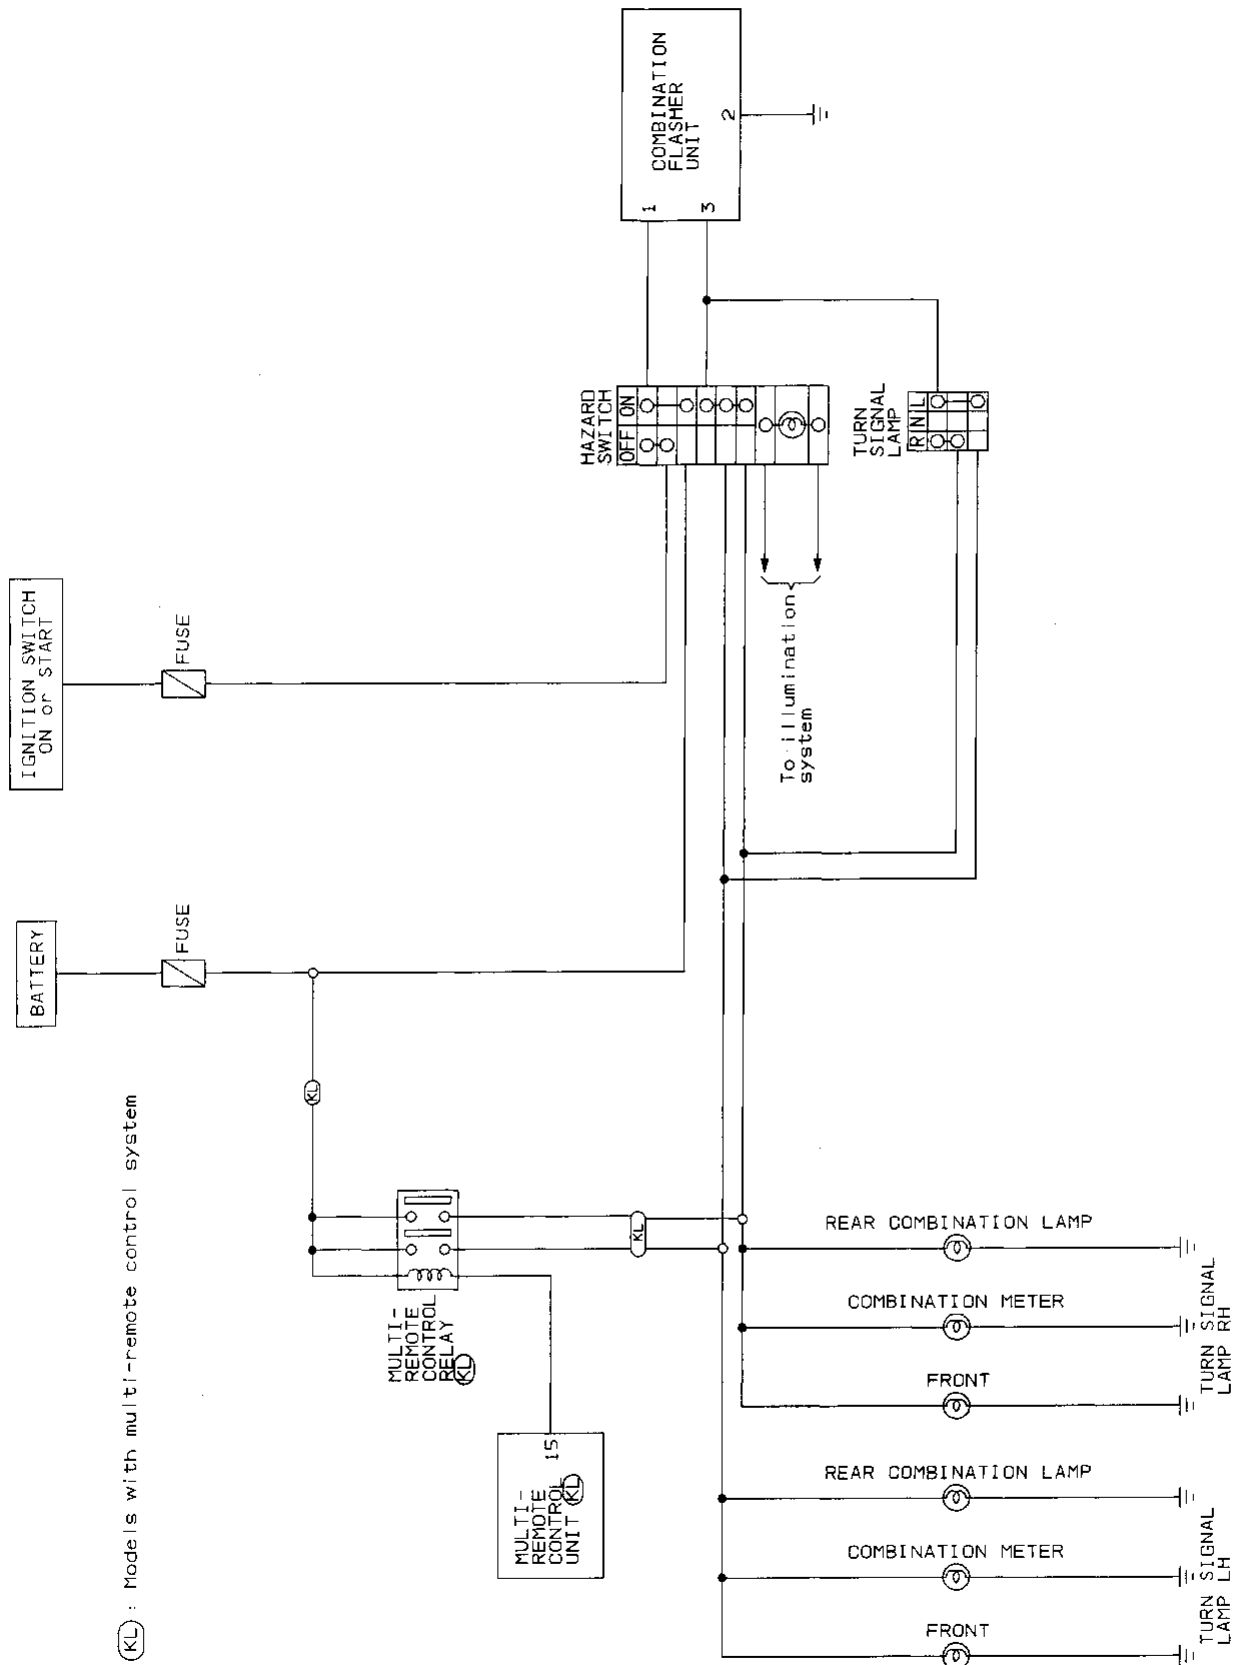 COMBINATION
FLASHER
UNIT
1
2
3
HAZARD
SWITCH
OFF ON
TURN
SIGNAL
LAMP
R N L
IGNITION SWITCH
ON or START
FUSE
To illumination
system
BATTERY
FUSE
KL
KL : Models with multi-remote control system
MULTI-
REMOTE
CONTROL
RELAY KL
KL
MULTI-
REMOTE
CONTROL
UNIT KL
15
REAR COMBINATION LAMP
COMBINATION METER
FRONT
TURN SIGNAL
LAMP RH
REAR COMBINATION LAMP
COMBINATION METER
FRONT
TURN SIGNAL
LAMP LH